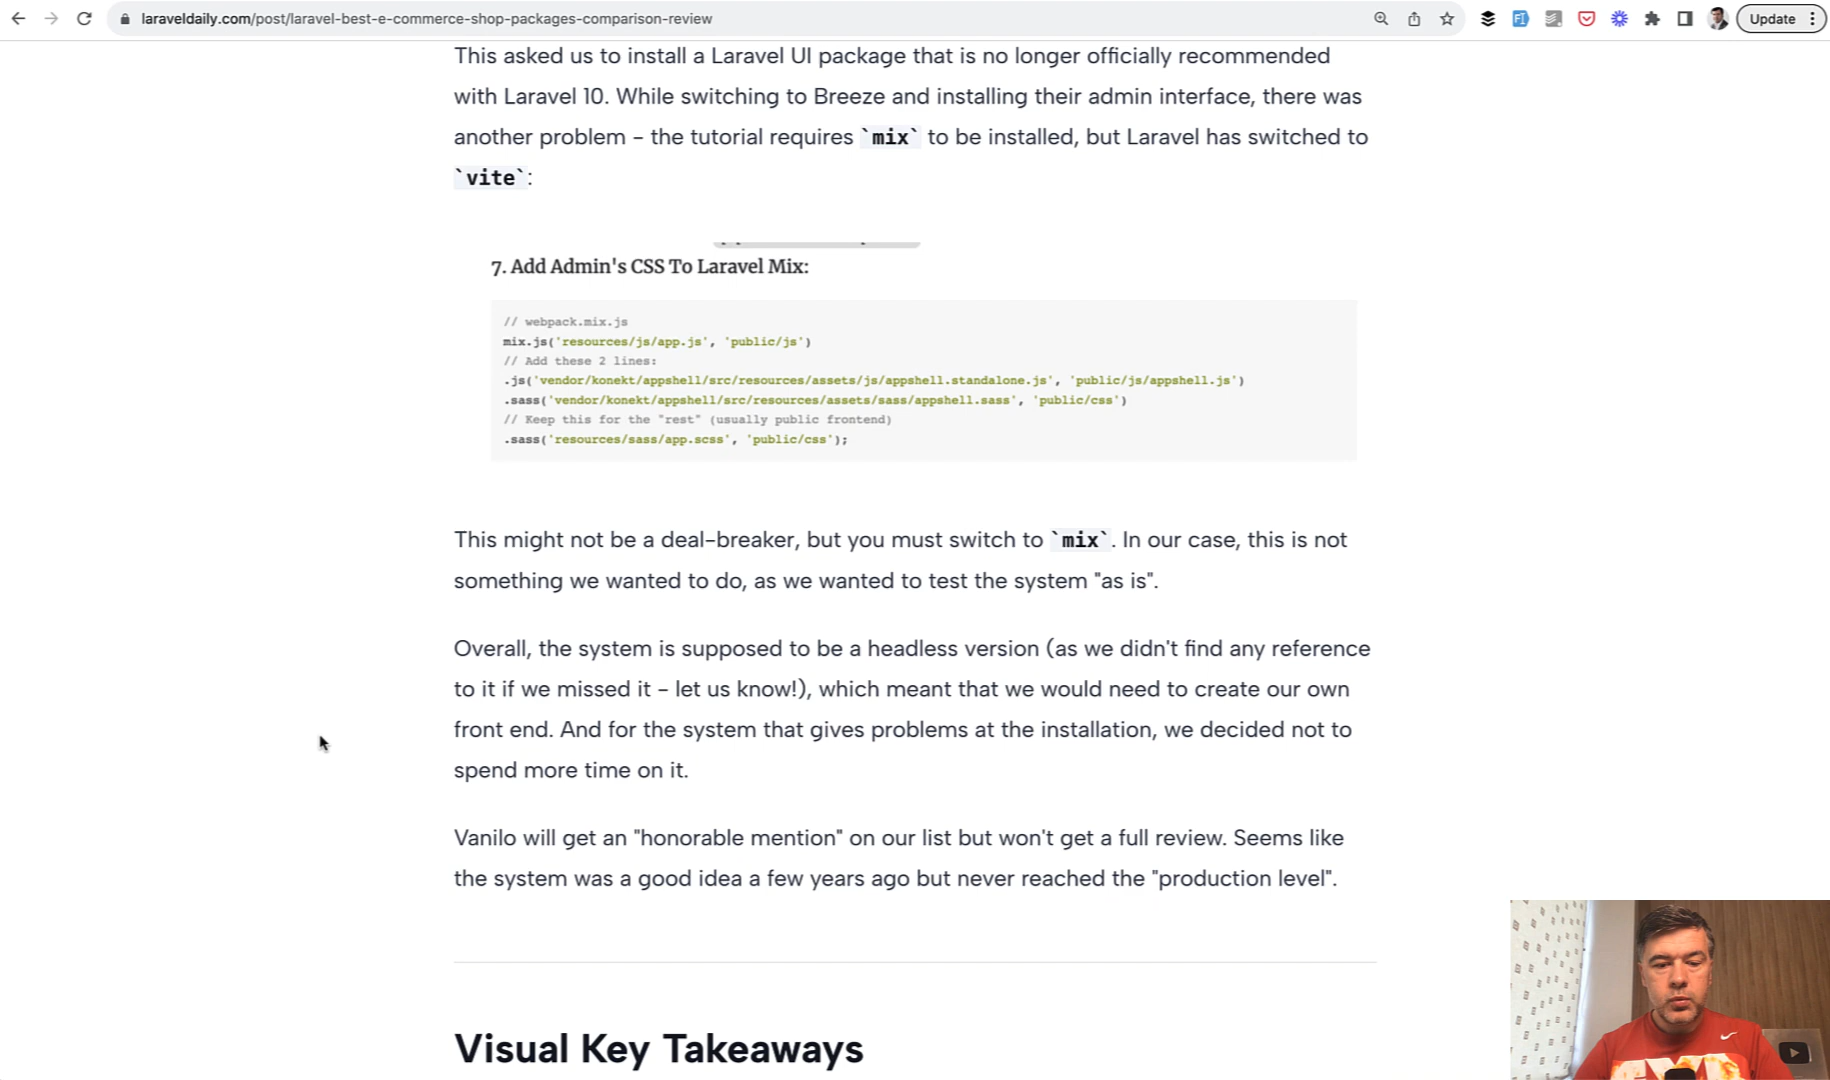 laraveldaily.com/post/laravel-best-e-commerce-shop-packages-comparison-review
Update
This asked us to install a Laravel UI package that is no longer officially recommended
with Laravel 10. While switching to Breeze and installing their admin interface, there was
another problem - the tutorial requires `mix` to be installed, but Laravel has switched to
`vite`:
7. Add Admin's CSS To Laravel Mix:
// webpack.mix.js
mix.js('resources/js/app.js', 'public/js')
// Add these 2 lines:
.js('vendor/konekt/appshell/src/resources/assets/js/appshell.standalone.js', 'public/js/appshell.js')
.sass('vendor/konekt/appshell/src/resources/assets/sass/appshell.sass', 'public/css')
// Keep this for the "rest" (usually public frontend)
.sass('resources/sass/app.scss', 'public/css');
This might not be a deal-breaker, but you must switch to `mix`. In our case, this is not
something we wanted to do, as we wanted to test the system "as is".
Overall, the system is supposed to be a headless version (as we didn't find any reference
to it if we missed it - let us know!), which meant that we would need to create our own
front end. And for the system that gives problems at the installation, we decided not to
spend more time on it.
Vanilo will get an "honorable mention" on our list but won't get a full review. Seems like
the system was a good idea a few years ago but never reached the "production level".
Visual Key Takeaways